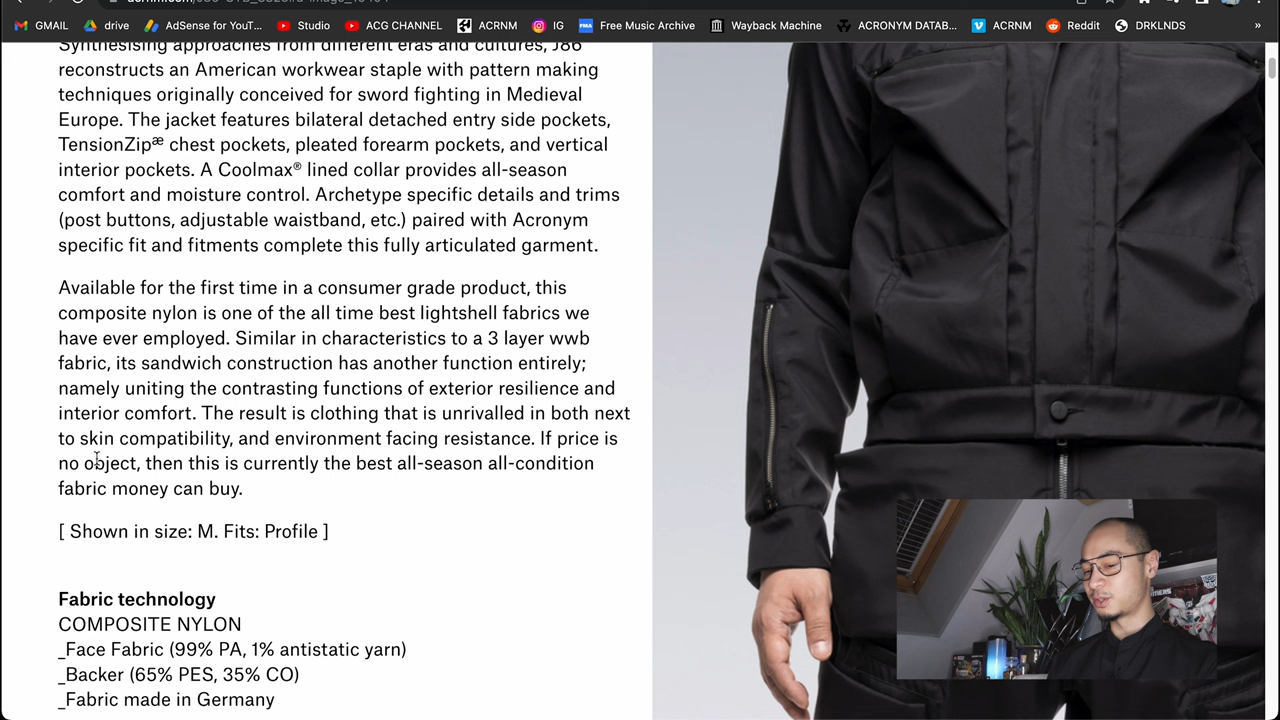 GMAIL drive AdSense for YouT... Studio ACG CHANNEL ACRNM IG Free Music Archive Wayback Machine ACRONYM DATAB... ACRNM Reddit DRKLNDS »
Synthesising approaches from different eras and cultures, J86
reconstructs an American workwear staple with pattern making
techniques originally conceived for sword fighting in Medieval
Europe. The jacket features bilateral detached entry side pockets,
TensionZipæ chest pockets, pleated forearm pockets, and vertical
interior pockets. A Coolmax® lined collar provides all-season
comfort and moisture control. Archetype specific details and trims
(post buttons, adjustable waistband, etc.) paired with Acronym
specific fit and fitments complete this fully articulated garment.
Available for the first time in a consumer grade product, this
composite nylon is one of the all time best lightshell fabrics we
have ever employed. Similar in characteristics to a 3 layer wwb
fabric, its sandwich construction has another function entirely;
namely uniting the contrasting functions of exterior resilience and
interior comfort. The result is clothing that is unrivalled in both next
to skin compatibility, and environment facing resistance. If price is
no object, then this is currently the best all-season all-condition
fabric money can buy.
[ Shown in size: M. Fits: Profile ]
Fabric technology
COMPOSITE NYLON
_Face Fabric (99% PA, 1% antistatic yarn)
_Backer (65% PES, 35% CO)
_Fabric made in Germany